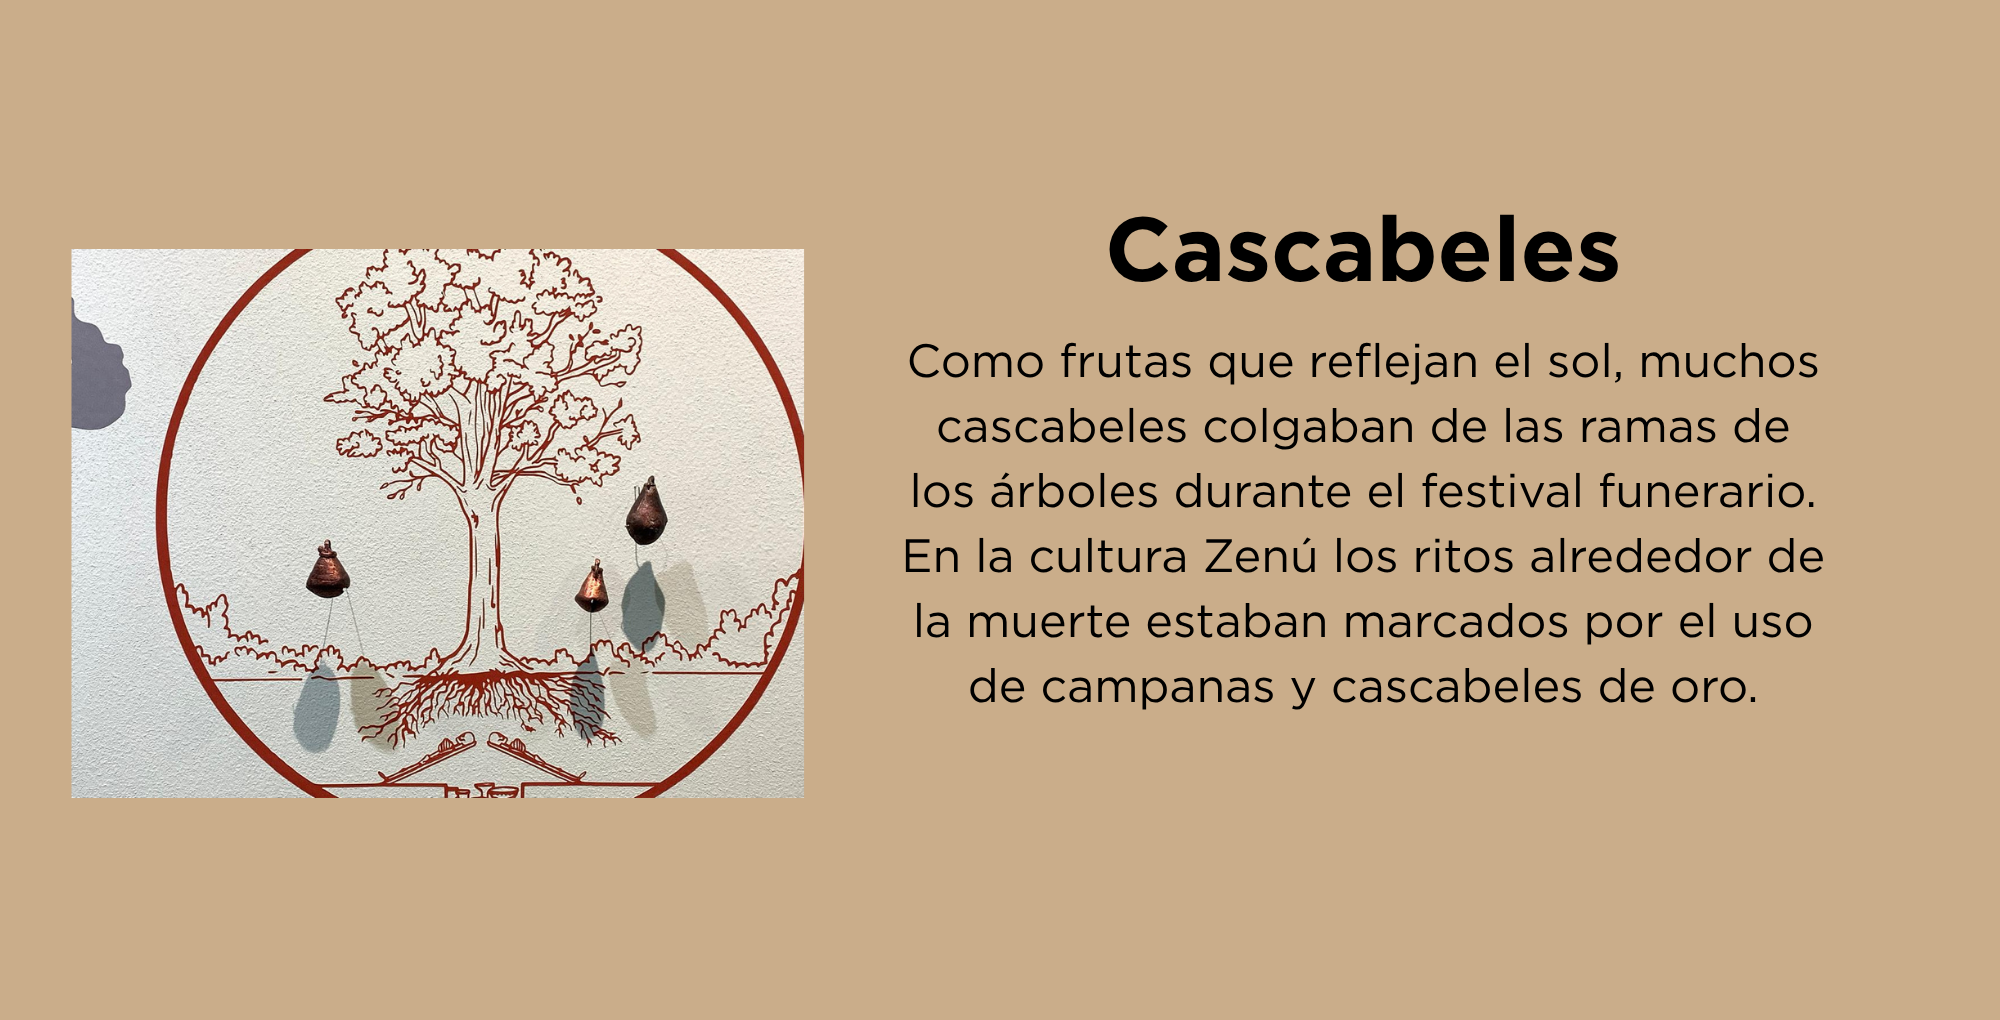 Cascabeles
Como frutas que reflejan el sol, muchos
cascabeles colgaban de las ramas de
los árboles durante el festival funerario.
En la cultura Zenú los ritos alrededor de
la muerte estaban marcados por el uso
de campanas y cascabeles de oro.